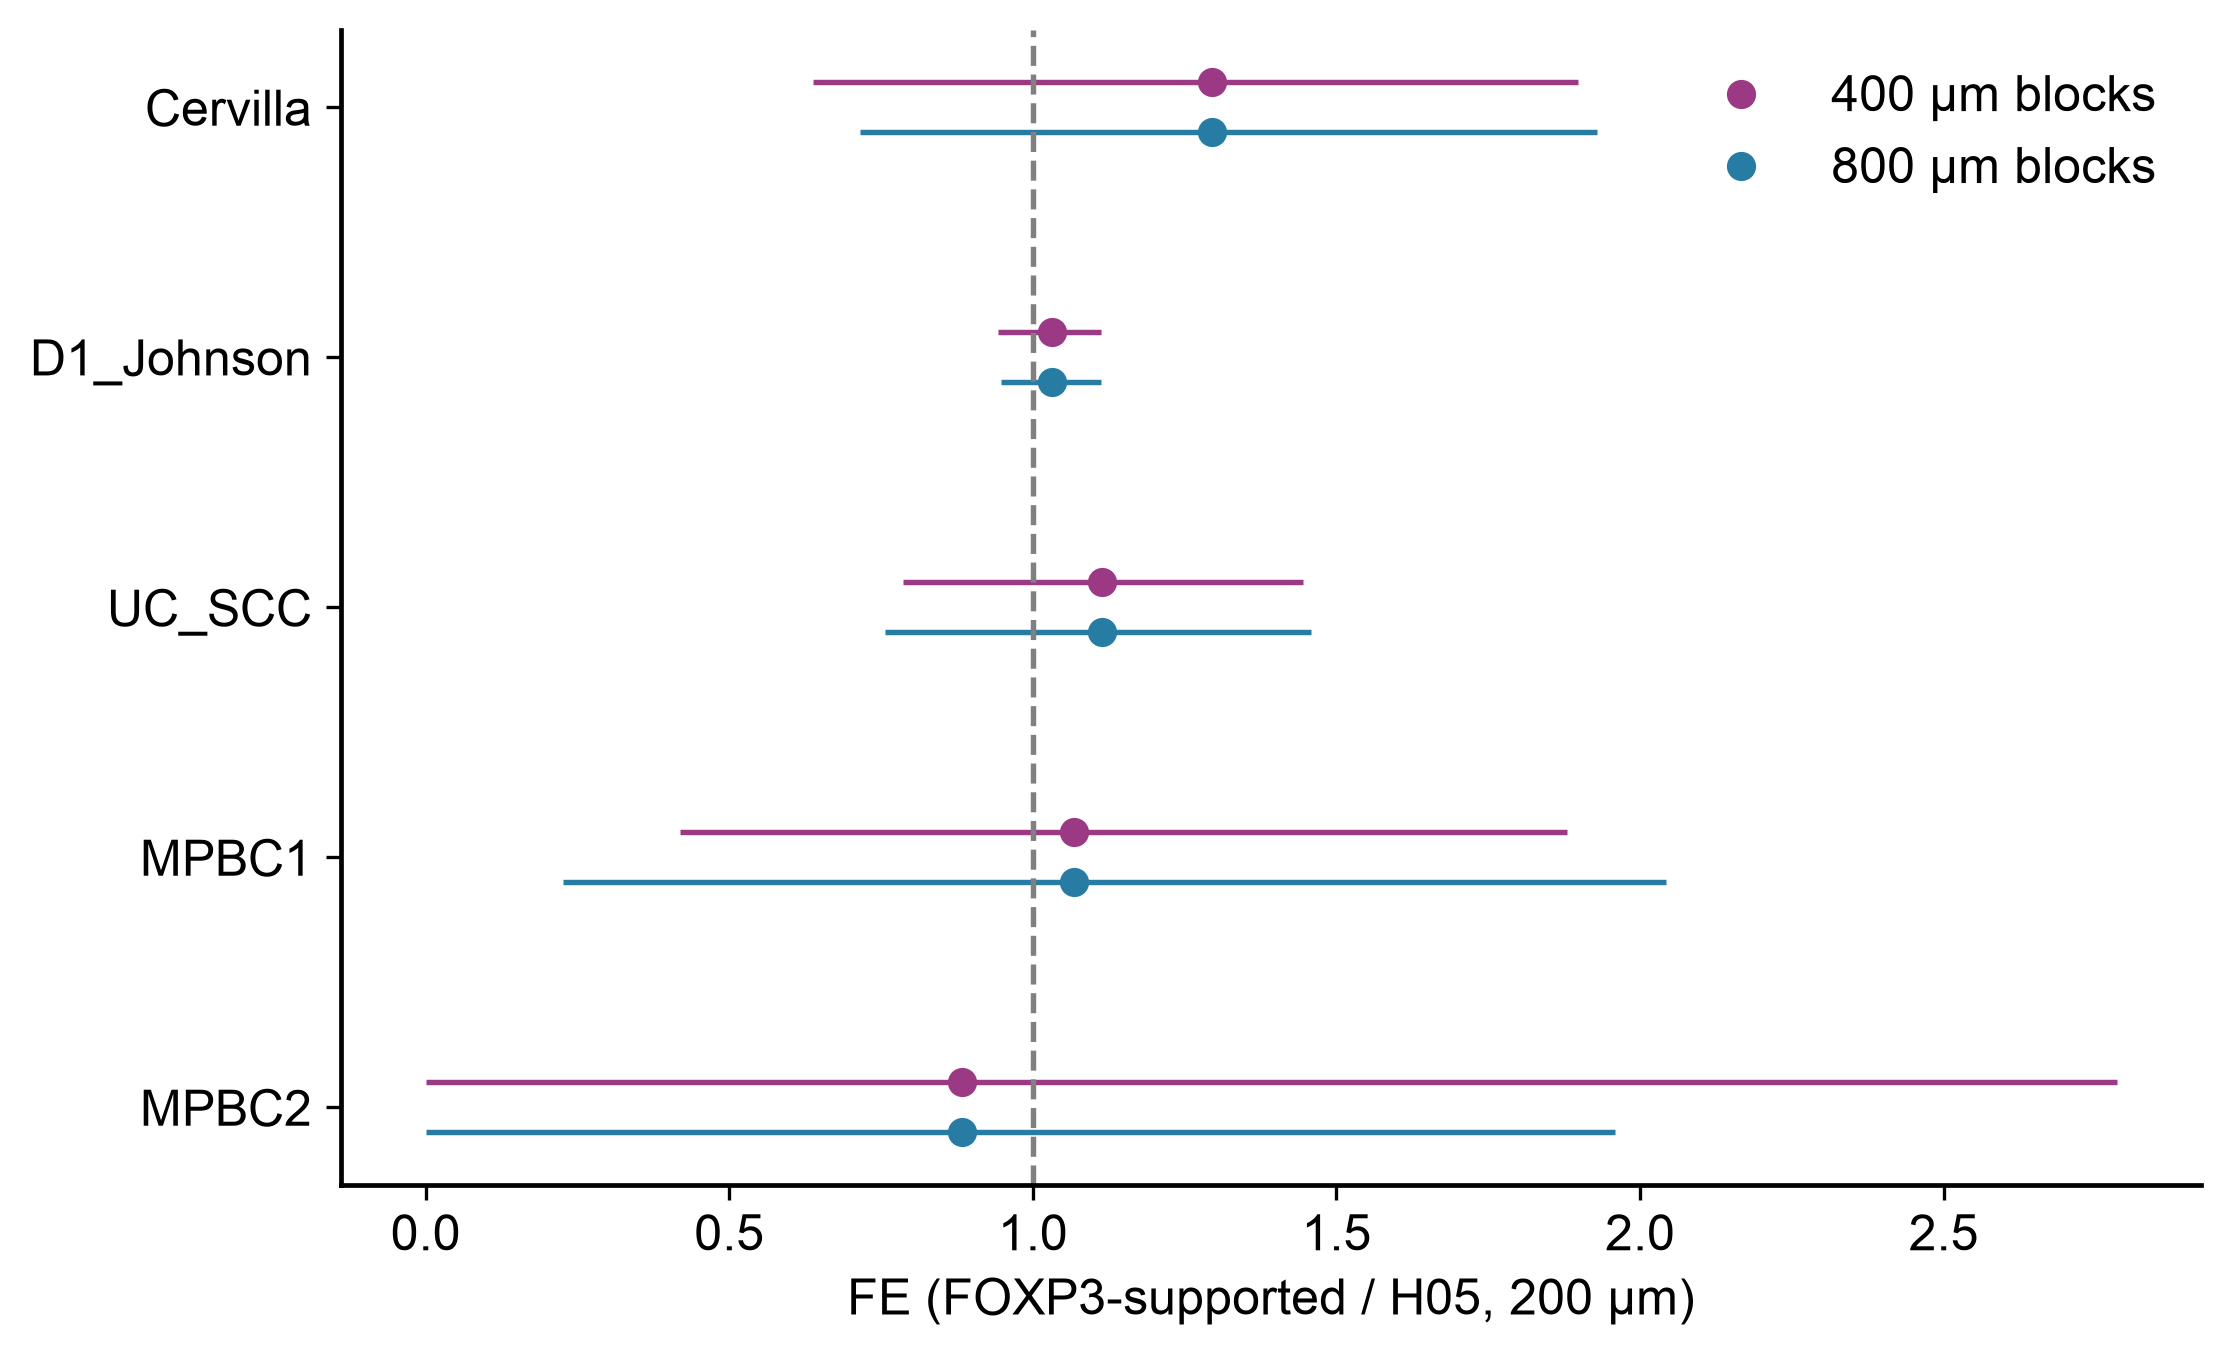 400 µm blocks
800 µm blocks
Cervilla
D1_Johnson
UC_SCC
MPBC1
MPBC2
0.0 0.5 1.0 1.5 2.0 2.5
FE (FOXP3-supported / H05, 200 µm)